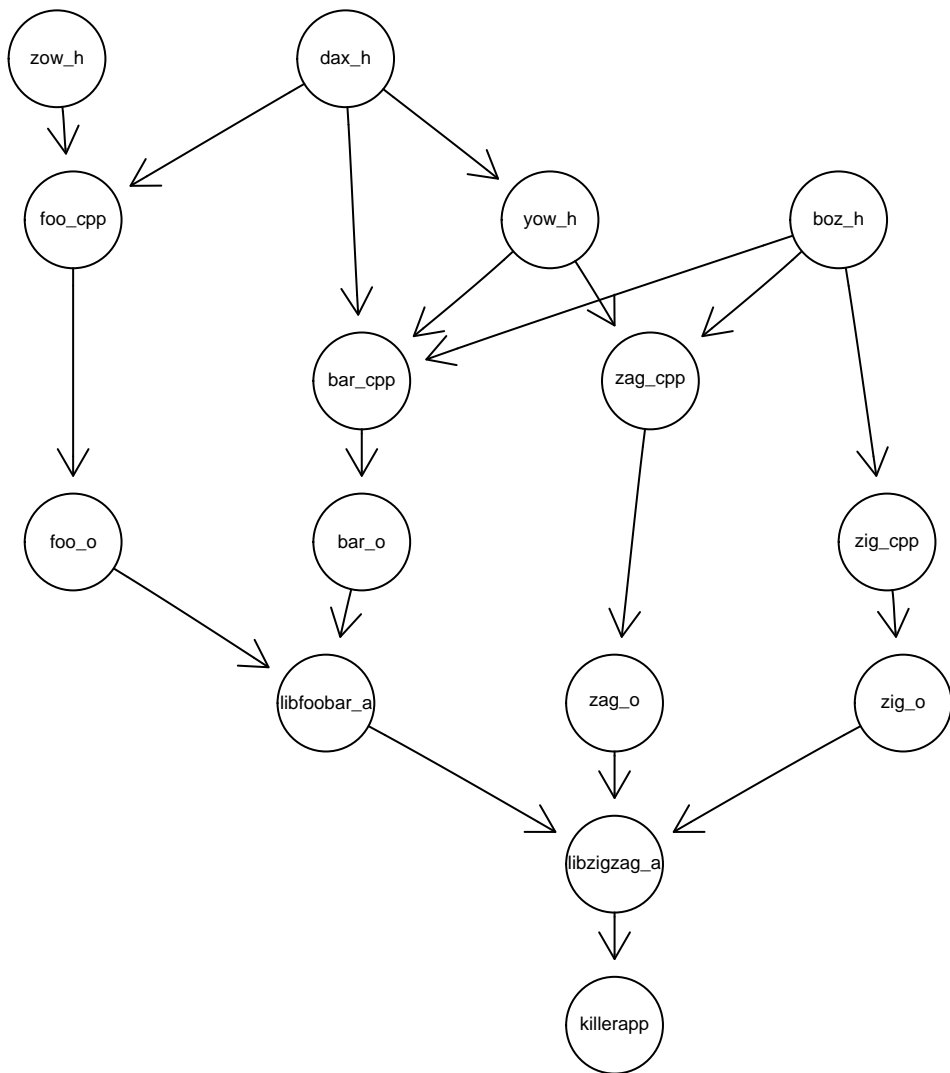 zow_h
dax_h
foo_cpp
yow_h
boz_h
bar_cpp
zag_cpp
foo_o
bar_o
zig_cpp
libfoobar_a
zag_o
zig_o
libzigzag_a
killerapp